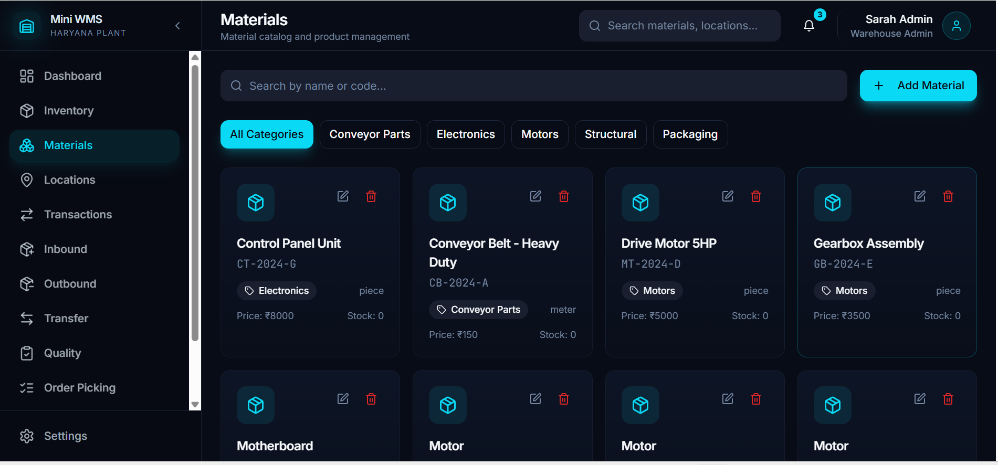 Mini WMS
HARYANA PLANT
Dashboard
Inventory
Materials
Locations
Transactions
Inbound
Outbound
Transfer
Quality
Order Picking
Settings
Materials
Material catalog and product management
Search materials, locations...
3
Sarah Admin
Warehouse Admin
Search by name or code...
+ Add Material
All Categories
Conveyor Parts
Electronics
Motors
Structural
Packaging
Control Panel Unit
CT-2024-G
Electronics
piece
Price: ₹8000
Stock: 0
Conveyor Belt - Heavy
Duty
CB-2024-A
Conveyor Parts
meter
Price: ₹150
Stock: 0
Drive Motor 5HP
MT-2024-D
Motors
piece
Price: ₹5000
Stock: 0
Gearbox Assembly
GB-2024-E
Motors
piece
Price: ₹3500
Stock: 0
Motherboard
Motor
Motor
Motor